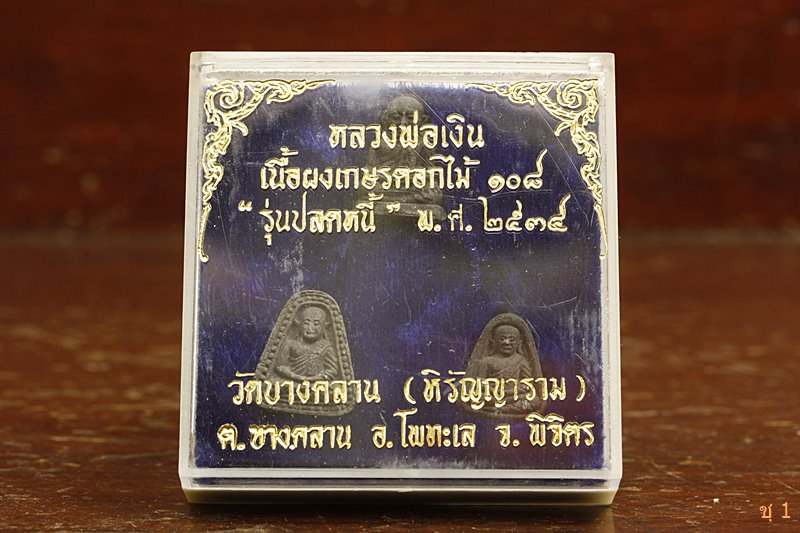 หลวงพ่อเงิน
เนื้อผงเกษรดอกไม้ ๑๐๘
“ รุ่นปลดหนี้ ” พ.ศ. ๒๕๓๔
วัดบางคลาน ( หิรัญญาราม )
ต.บางคลาน อ.โพทะเล จ.พิจิตร
ชุ 1